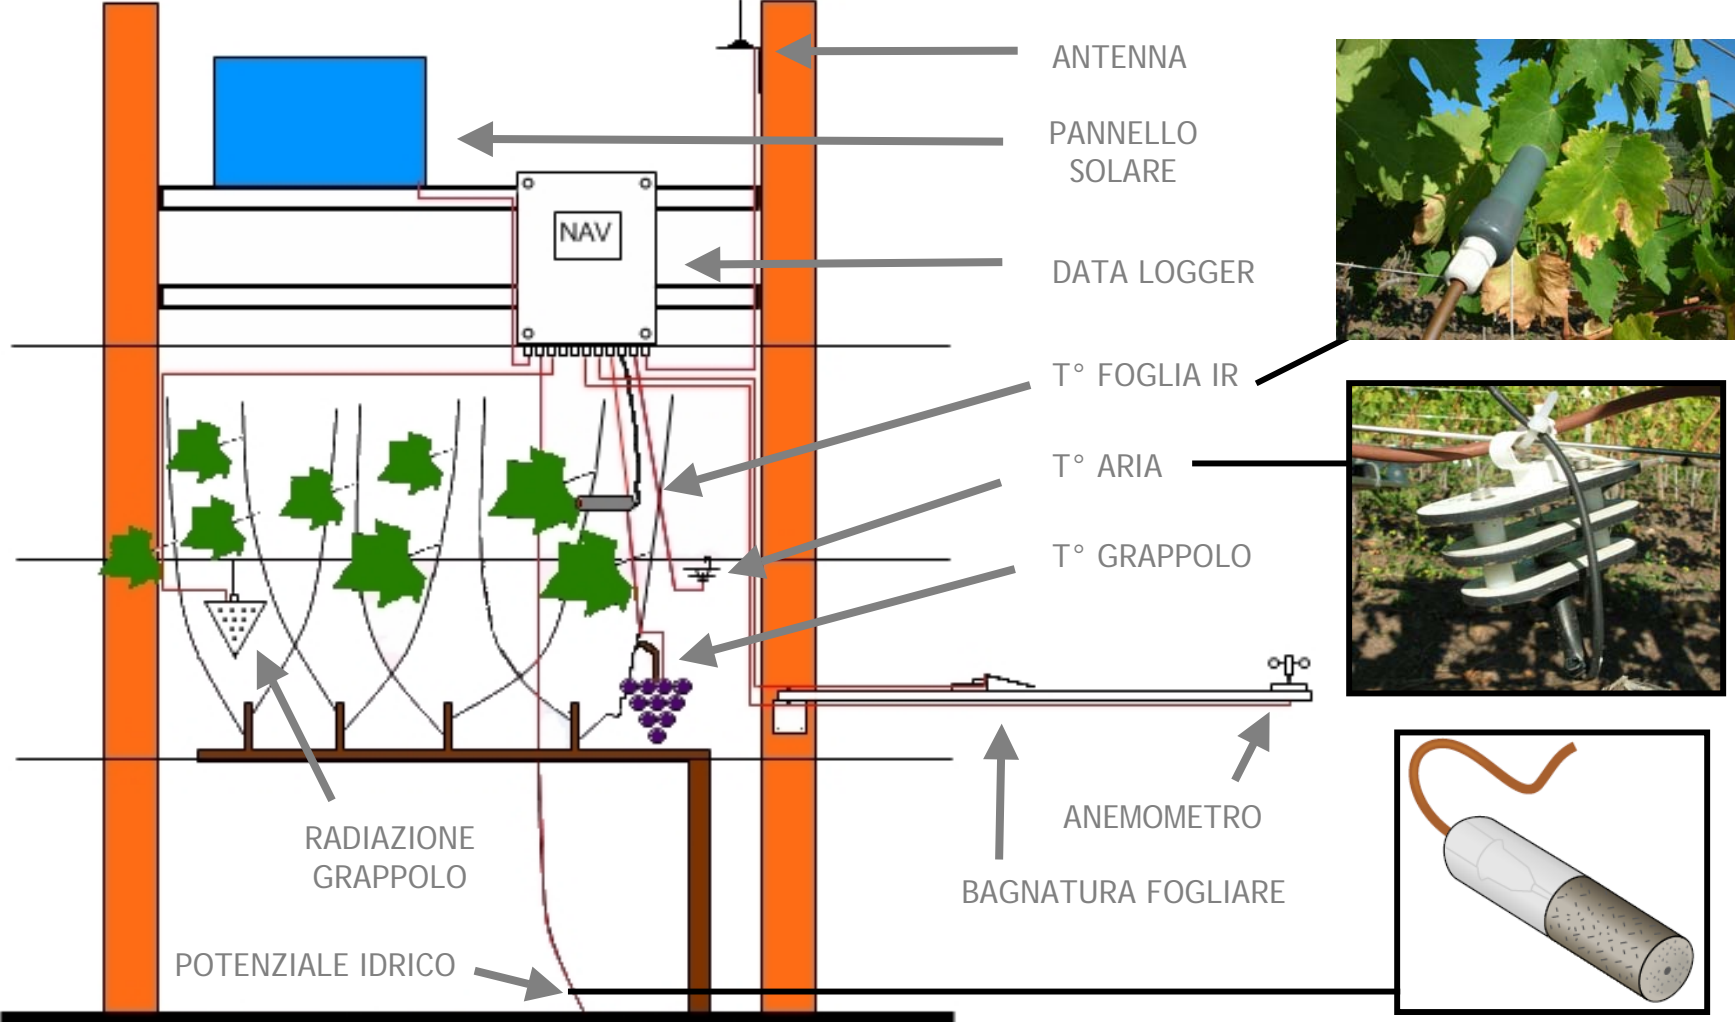 ANTENNA
PANNELLO
SOLARE
NAV
DATA LOGGER
T° FOGLIA IR
T° ARIA
T° GRAPPOLO
RADIAZIONE
GRAPPOLO
ANEMOMETRO
BAGNATURA FOGLIARE
POTENZIALE IDRICO